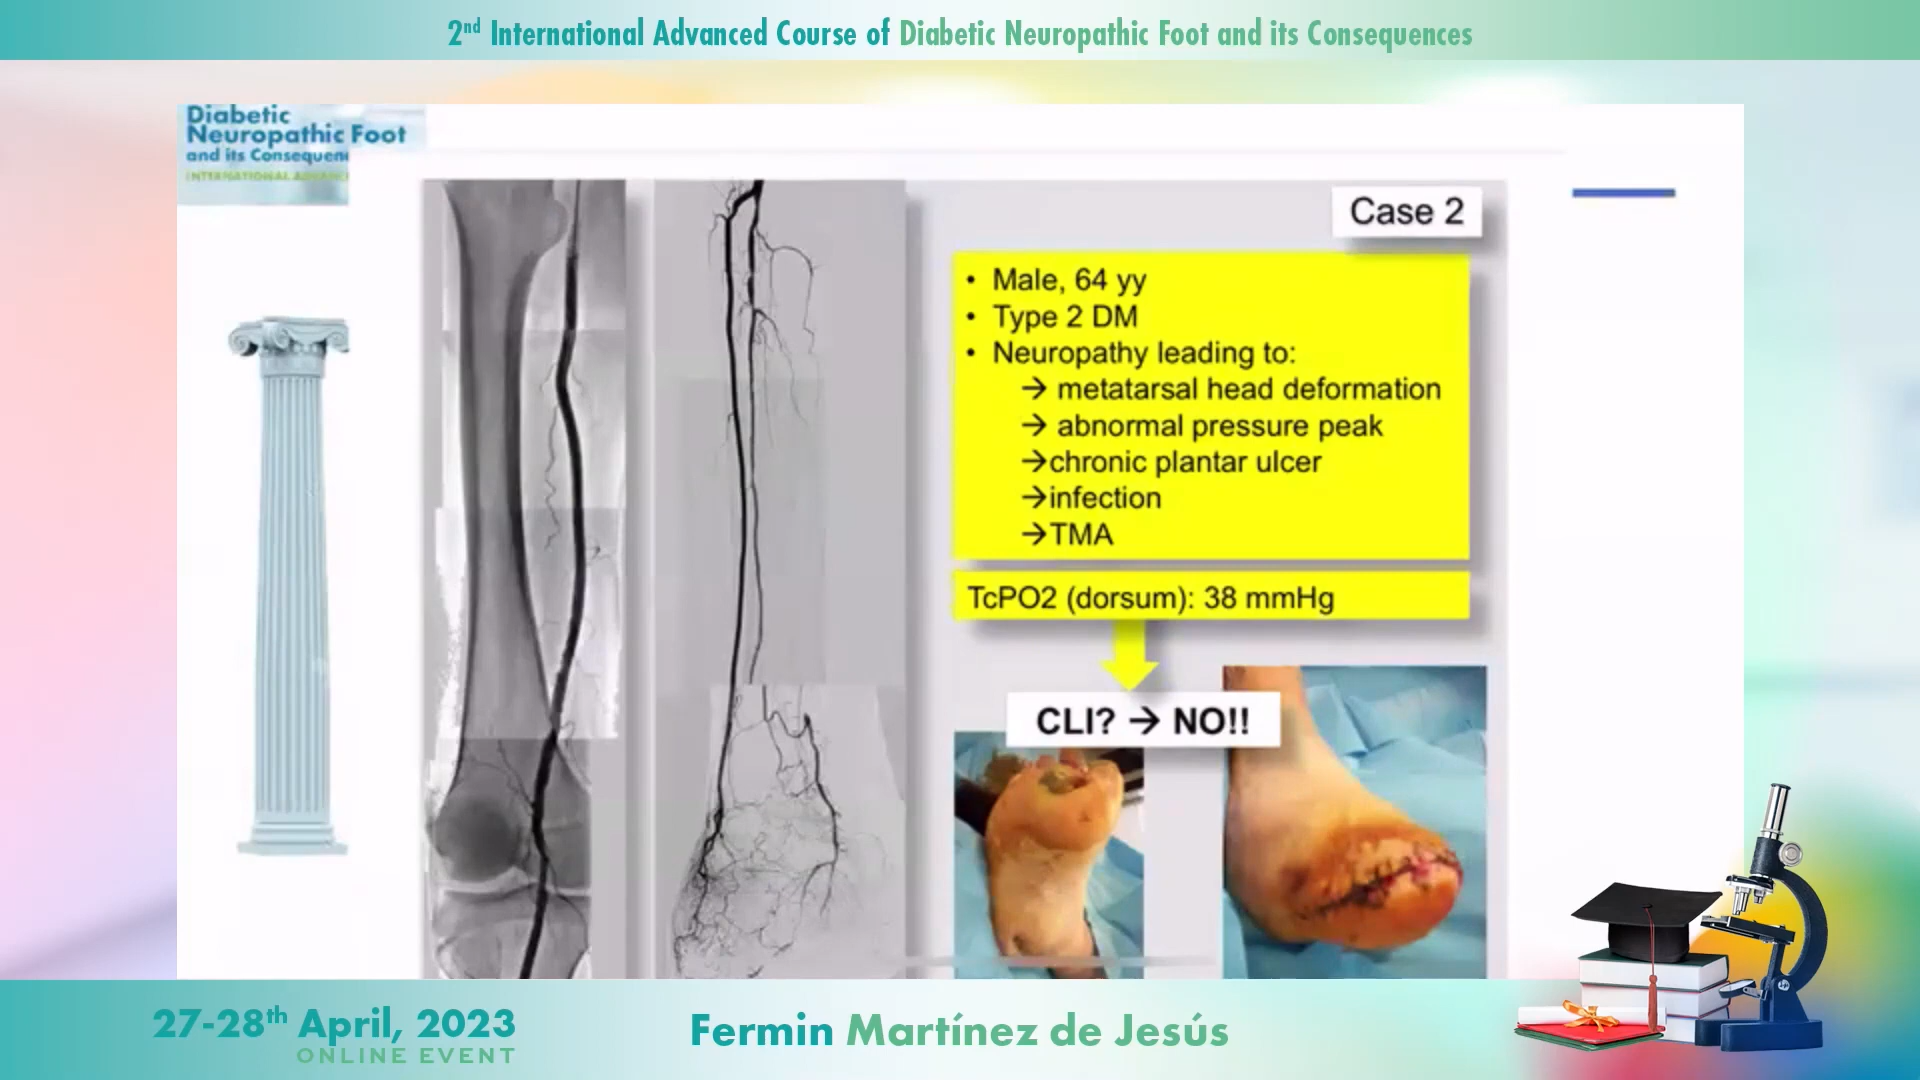 2nd International Advanced Course of Diabetic Neuropathic Foot and its Consequences
Diabetic
Neuropathic Foot
and its Consequen
INTERNATIONAL ADVANC
Case 2
• Male, 64 yy
• Type 2 DM
• Neuropathy leading to:
→ metatarsal head deformation
→ abnormal pressure peak
→chronic plantar ulcer
→infection
→TMA
TcPO2 (dorsum): 38 mmHg
CLI? → NO!!
27-28th April, 2023
ONLINE EVENT
Fermin Martínez de Jesús